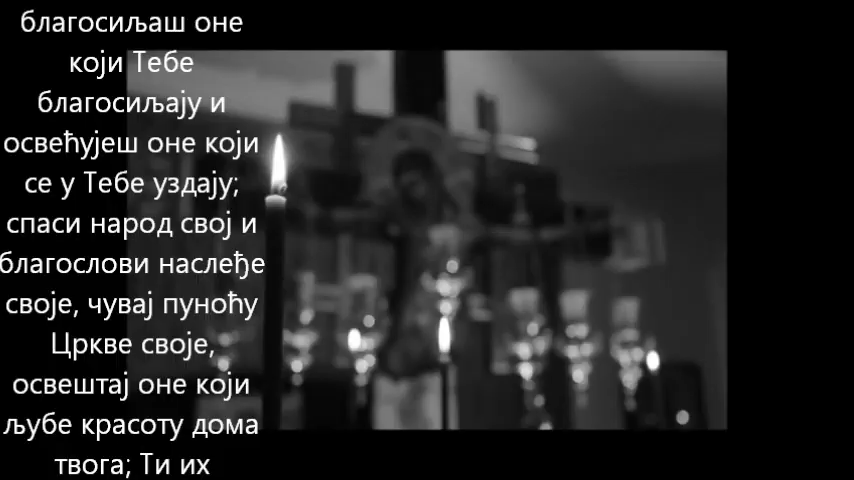 благосиљаш оне
који Тебе
благосиљају и
освећујеш оне који
се у Тебе уздају;
спаси народ свој и
благослови наслеђе
своје, чувај пуноћу
Цркве своје,
освештај оне који
љубе красоту дома
твога; Ти их